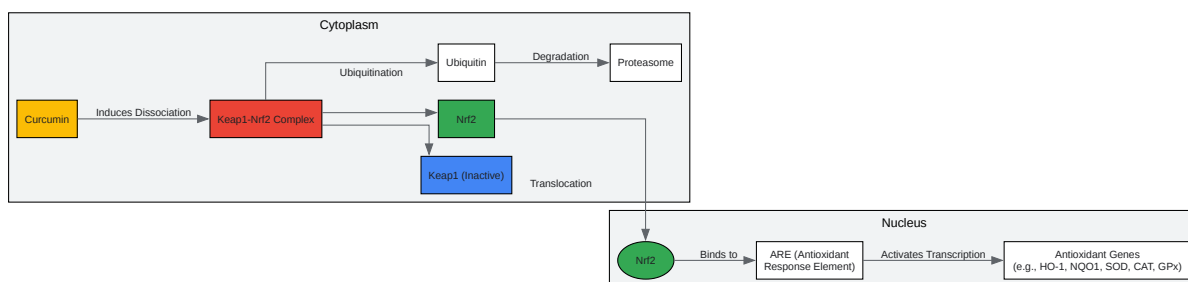 Cytoplasm
Ubiquitin
Degradation
Proteasome
Ubiquitination
Curcumin
Induces Dissociation
Keap1-Nrf2 Complex
Nrf2
Keap1 (Inactive)
Translocation
Nucleus
Nrf2
Binds to
ARE (Antioxidant
Response Element)
Activates Transcription
Antioxidant Genes
(e.g., HO-1, NQO1, SOD, CAT, GPx)